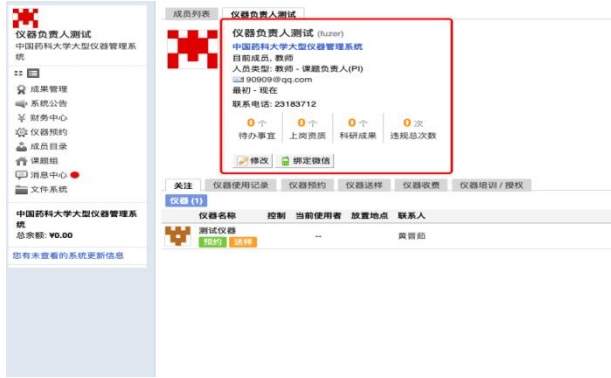 仪器负责人测试
中国药科大学大型仪器管理系
统
成果管理
系统公告
财务中心
仪器预约
成员目录
课题组
消息中心
文件系统
中国药科大学大型仪器管理系
统
总余额: ¥0.00
您有未查看的系统更新信息
成员列表 仪器负责人测试
仪器负责人测试 (fuzer)
中国药科大学大型仪器管理系统
目前成员, 教师
人员类型: 教师 - 课题负责人(PI)
90909@qq.com
最初 - 现在
联系电话: 23183712
0 个 0 个 0 个 0 次
待办事宜 上岗资质 科研成果 违规总次数
修改 绑定微信
关注 仪器使用记录 仪器预约 仪器送样 仪器收费 仪器培训 / 授权
仪器 (1)
仪器名称 控制 当前使用者 放置地点 联系人
测试仪器
预约 送样 -- 黄晋茹